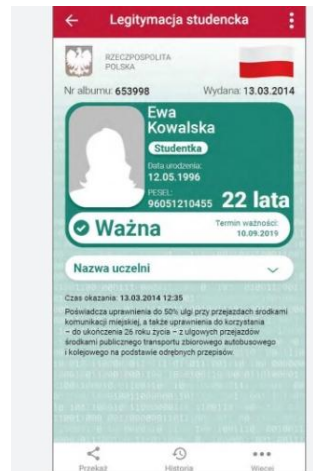 Legitymacja studencka
RZECZPOSPOLITA
POLSKA
Nr albumu: 653998
Wydana: 13.03.2014
Ewa
Kowalska
Studentka
Data urodzenia:
12.05.1996
PESEL:
96051210455
22 lata
Ważna
Termin ważności:
10.09.2019
Nazwa uczelni
Czas okazania: 13.03.2014 12:35
Poświadcza uprawnienia do 50% ulgi przy przejazdach środkami
komunikacji miejskiej, a także uprawnienia do korzystania
– do ukończenia 26 roku życia – z ulgowych przejazdów
środkami publicznego transportu zbiorowego autobusowego
i kolejowego na podstawie odrębnych przepisów.
Przekaż
Historia
Więcej